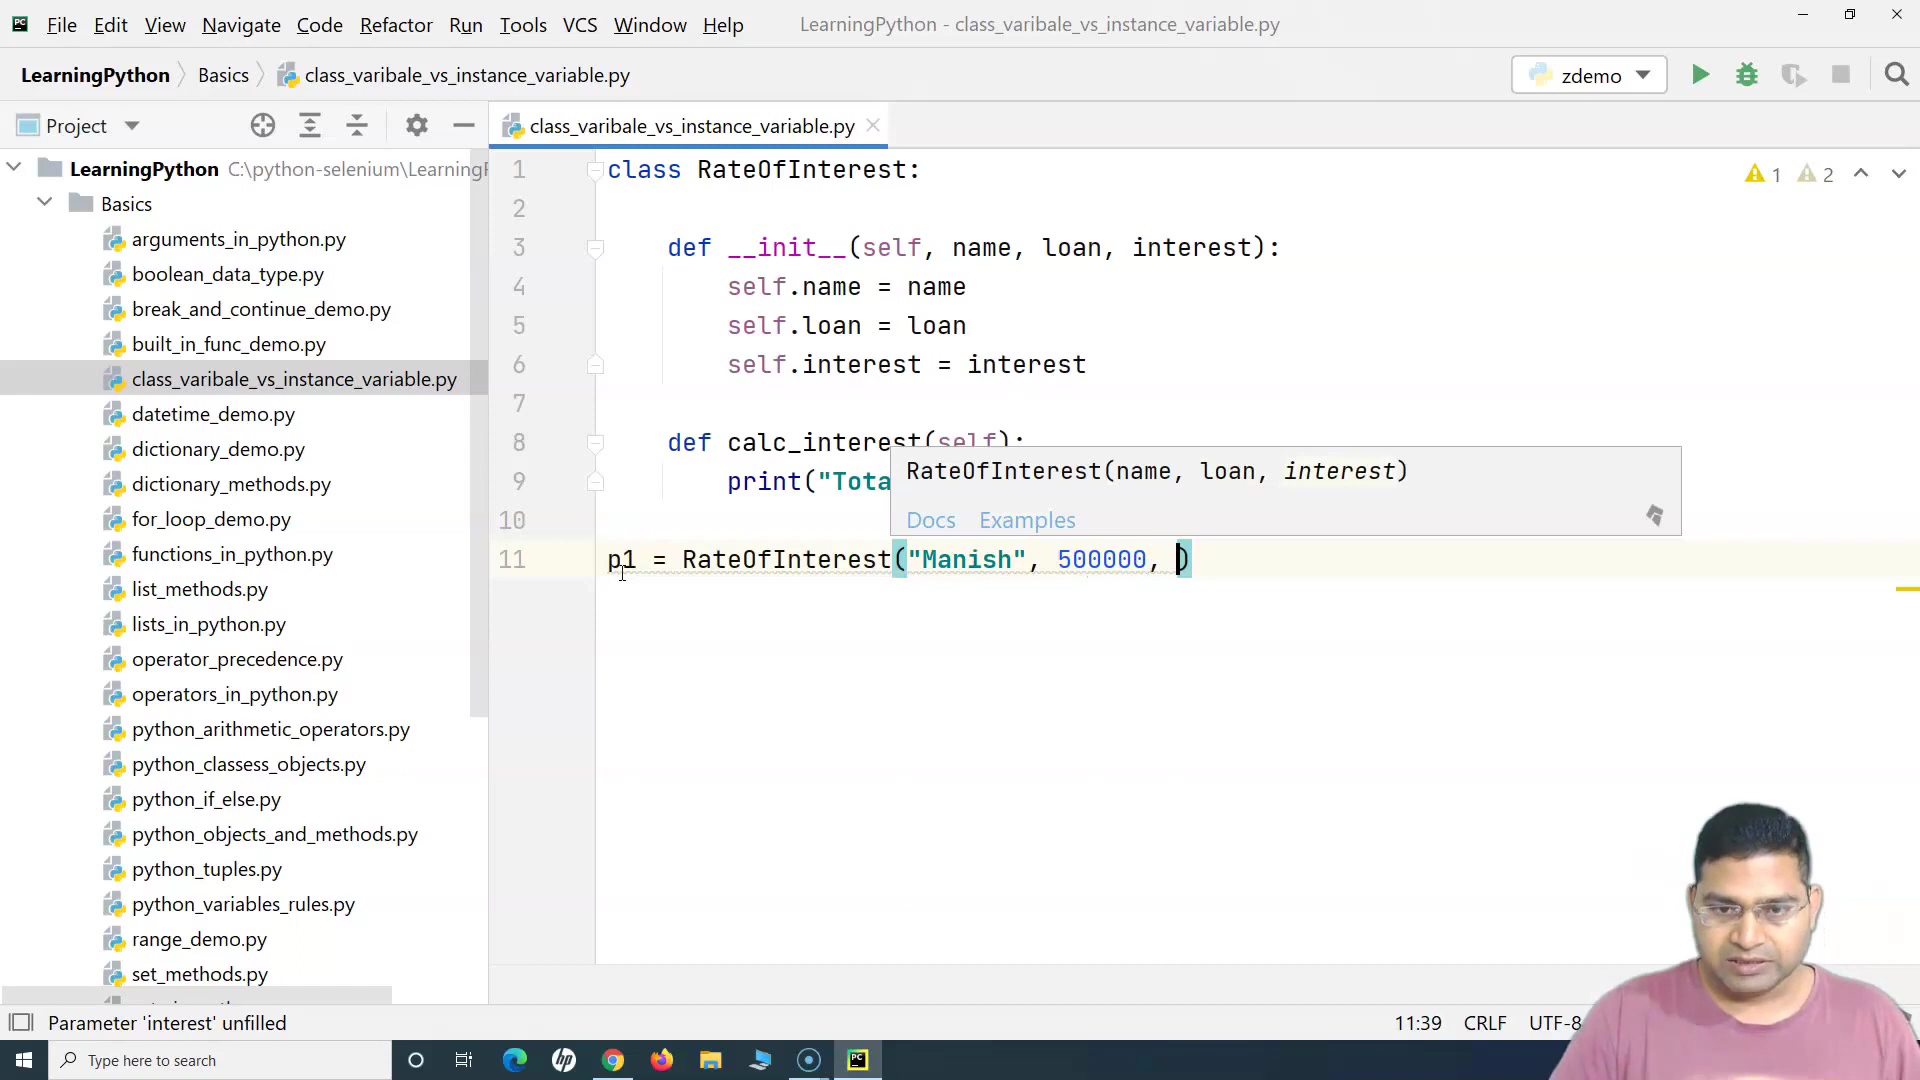 File Edit View Navigate Code Refactor Run Tools VCS Window Help LearningPython - class_varibale_vs_instance_variable.py
LearningPython Basics class_varibale_vs_instance_variable.py zdemo
Project
class_varibale_vs_instance_variable.py
LearningPython C:\python-selenium\Learning
Basics
arguments_in_python.py
boolean_data_type.py
break_and_continue_demo.py
built_in_func_demo.py
class_varibale_vs_instance_variable.py
datetime_demo.py
dictionary_demo.py
dictionary_methods.py
for_loop_demo.py
functions_in_python.py
list_methods.py
lists_in_python.py
operator_precedence.py
operators_in_python.py
python_arithmetic_operators.py
python_classess_objects.py
python_if_else.py
python_objects_and_methods.py
python_tuples.py
python_variables_rules.py
range_demo.py
set_methods.py
1 class RateOfInterest:
1 2
2
3 def __init__(self, name, loan, interest):
4 self.name = name
5 self.loan = loan
6 self.interest = interest
7
8 def calc_interest(self):
9 print("Tota
10
11 p1 = RateOfInterest("Manish", 500000, )
RateOfInterest(name, loan, interest)
Docs Examples
Parameter 'interest' unfilled 11:39 CRLF UTF-8
Type here to search
hp
PC